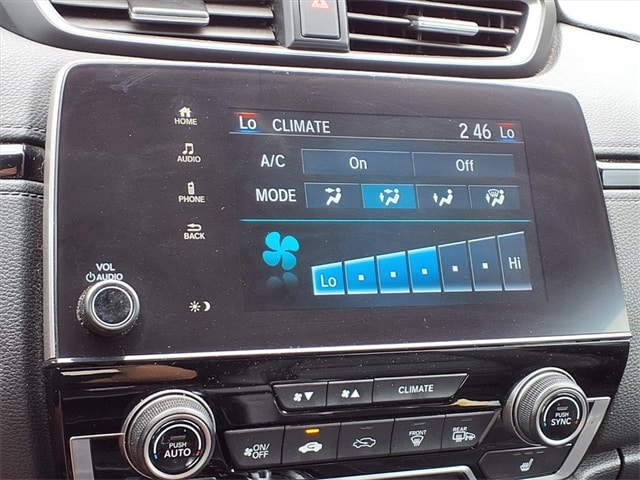 HOME
Lo CLIMATE 2 46 Lo
AUDIO
A/C On Off
PHONE
MODE
BACK
VOL
AUDIO
Lo Hi
CLIMATE
PUSH
AUTO
ON/
OFF
FRONT
REAR
PUSH
SYNC